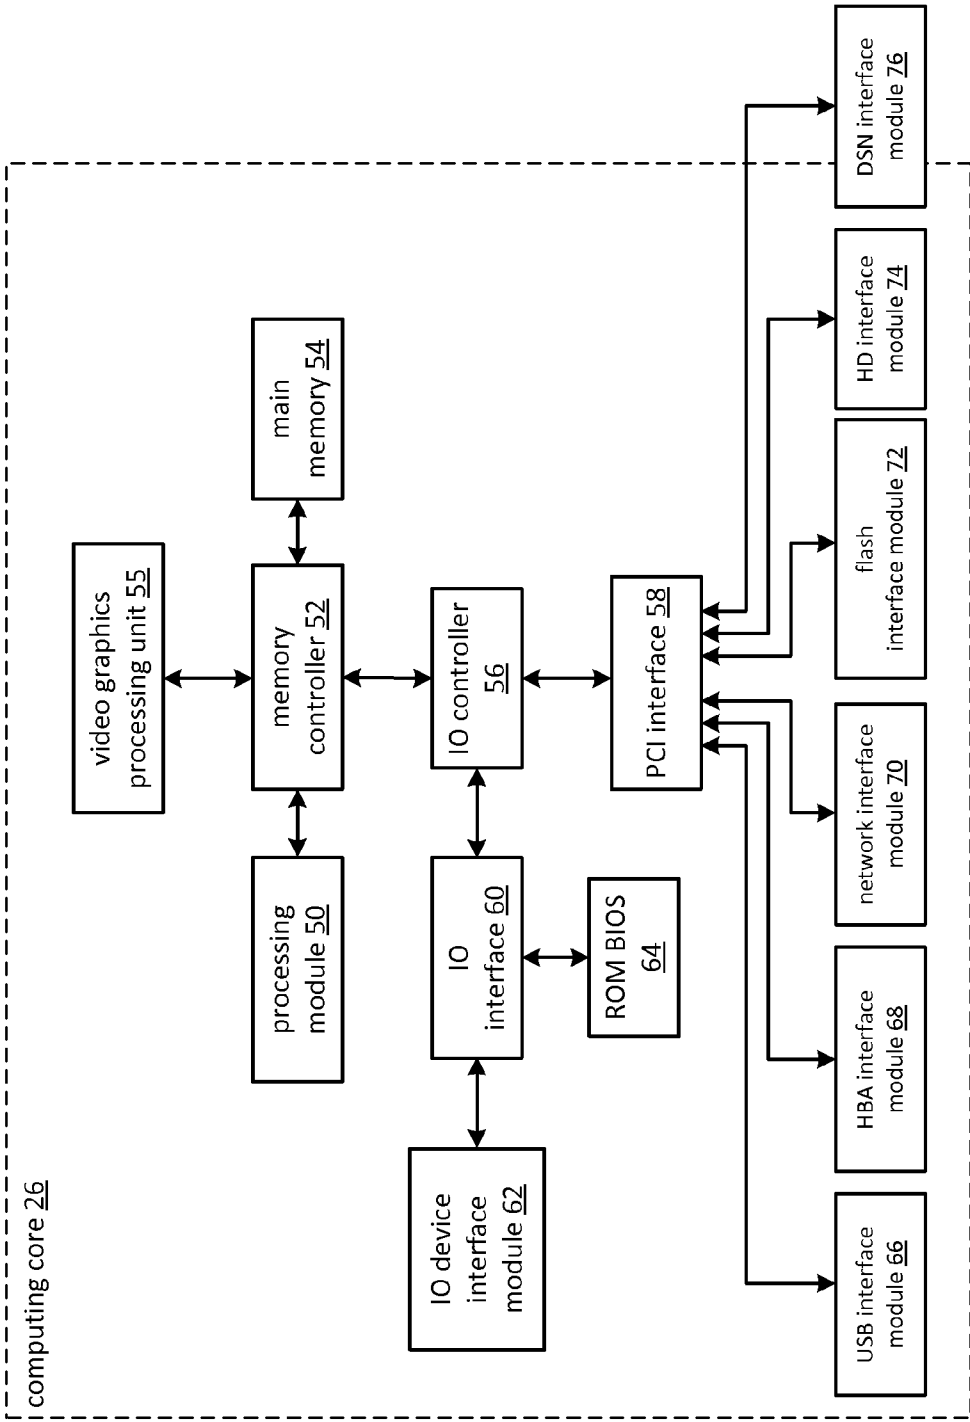 computing core 26
video graphics
processing unit 55
processing
module 50
memory
controller 52
main
memory 54
IO device
interface
module 62
IO
interface 60
IO controller
56
ROM BIOS
64
PCI interface 58
USB interface
module 66
HBA interface
module 68
network interface
module 70
flash
interface module 72
HD interface
module 74
DSN interface
module 76